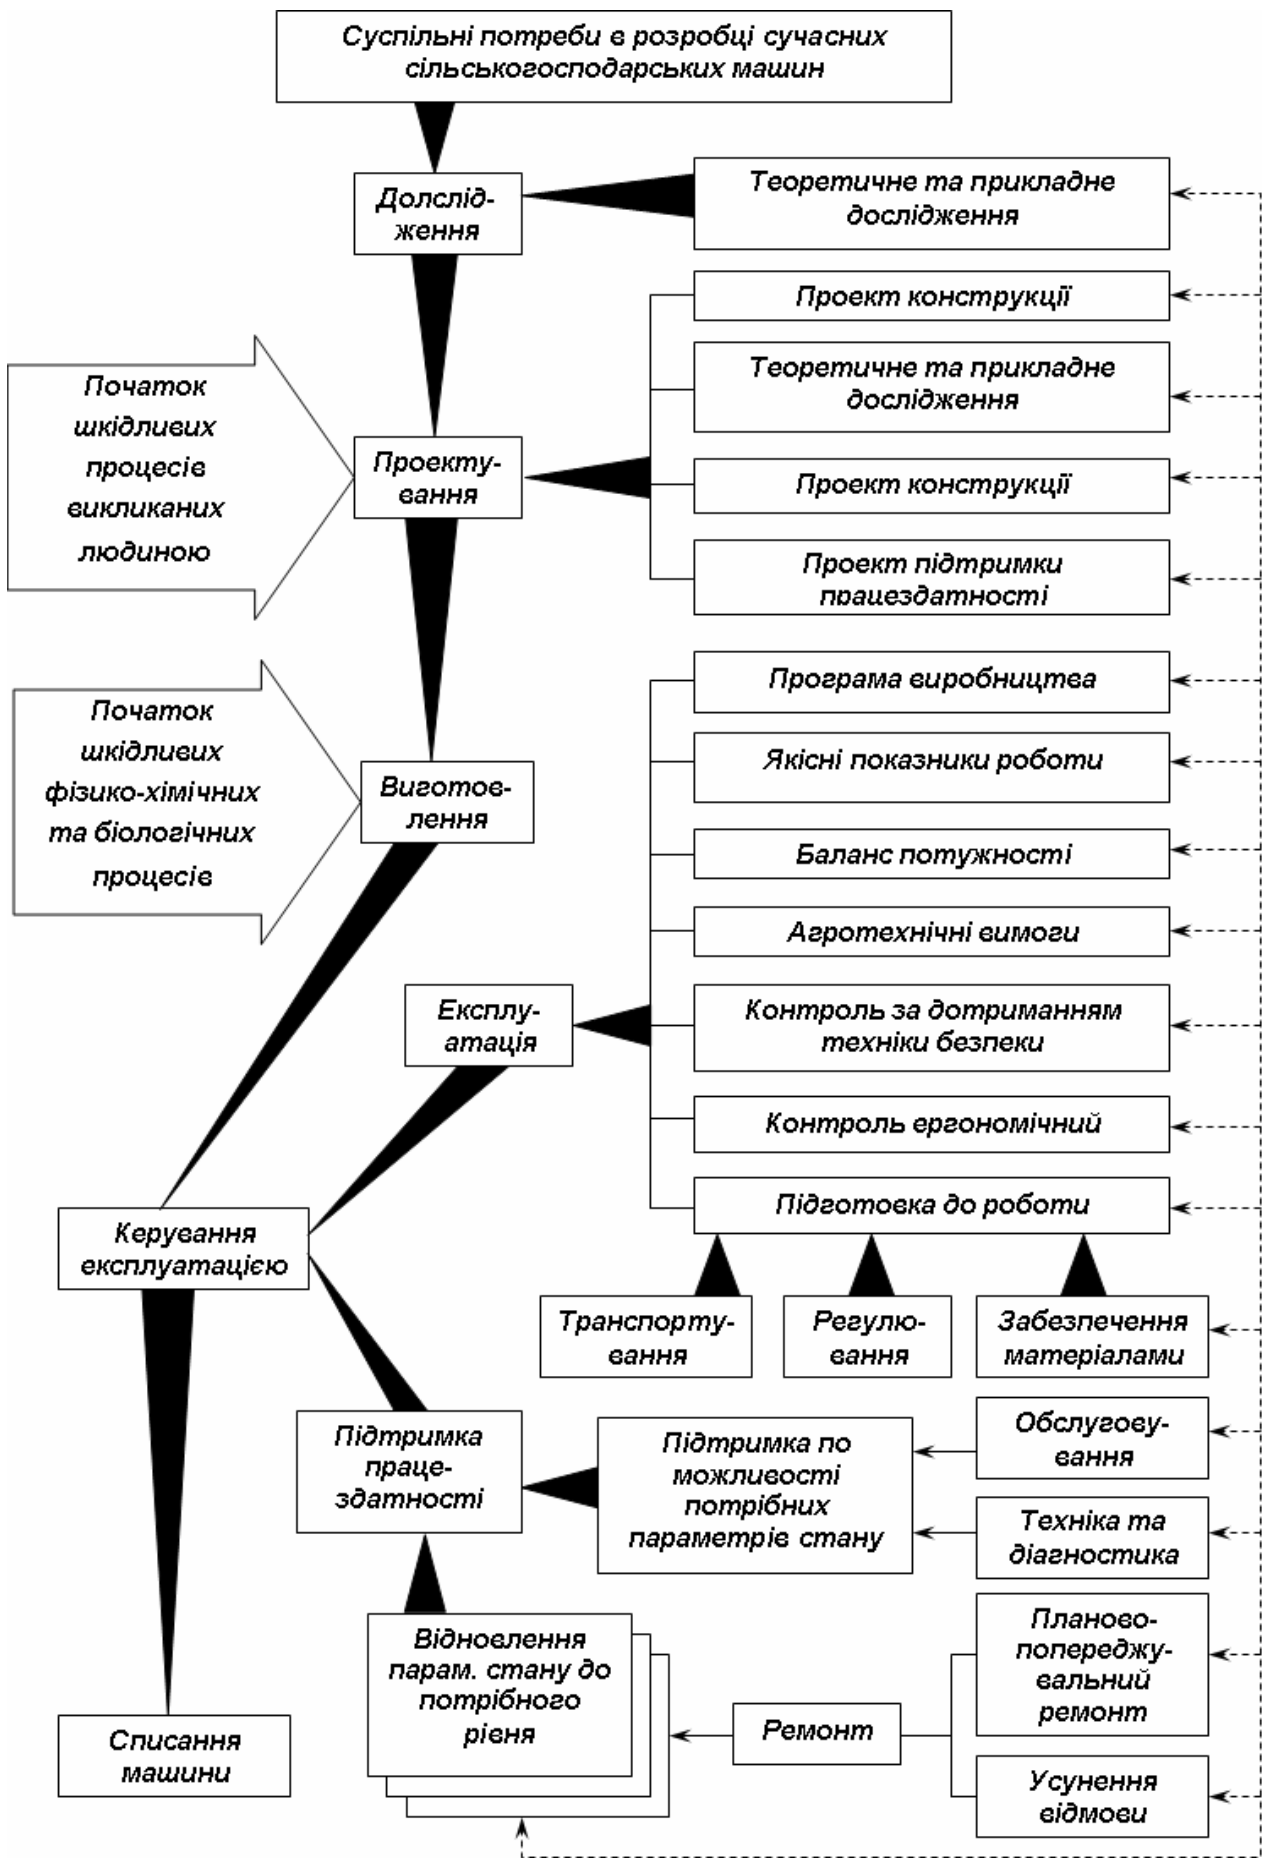 Суспільні потреби в розробці сучасних
сільськогосподарських машин
Долслід-
ження
Теоретичне та прикладне
дослідження
Проект конструкції
Теоретичне та прикладне
дослідження
Початок
шкідливих
процесів
викликаних
людиною
Проекту-
вання
Проект конструкції
Проект підтримки
працездатності
Програма виробництва
Початок
шкідливих
фізико-хімічних
та біологічних
процесів
Виготов-
лення
Якісні показники роботи
Баланс потужності
Агротехнічні вимоги
Експлу-
атація
Контроль за дотриманням
техніки безпеки
Контроль ергономічний
Підготовка до роботи
Керування
експлуатацією
Транспорту-
вання
Регулю-
вання
Забезпечення
матеріалами
Підтримка
праце-
здатності
Підтримка по
можливості
потрібних
параметрів стану
Обслугову-
вання
Техніка та
діагностика
Відновлення
парам. стану до
потрібного
рівня
Планово-
попереджу-
вальний
ремонт
Ремонт
Списання
машини
Усунення
відмови